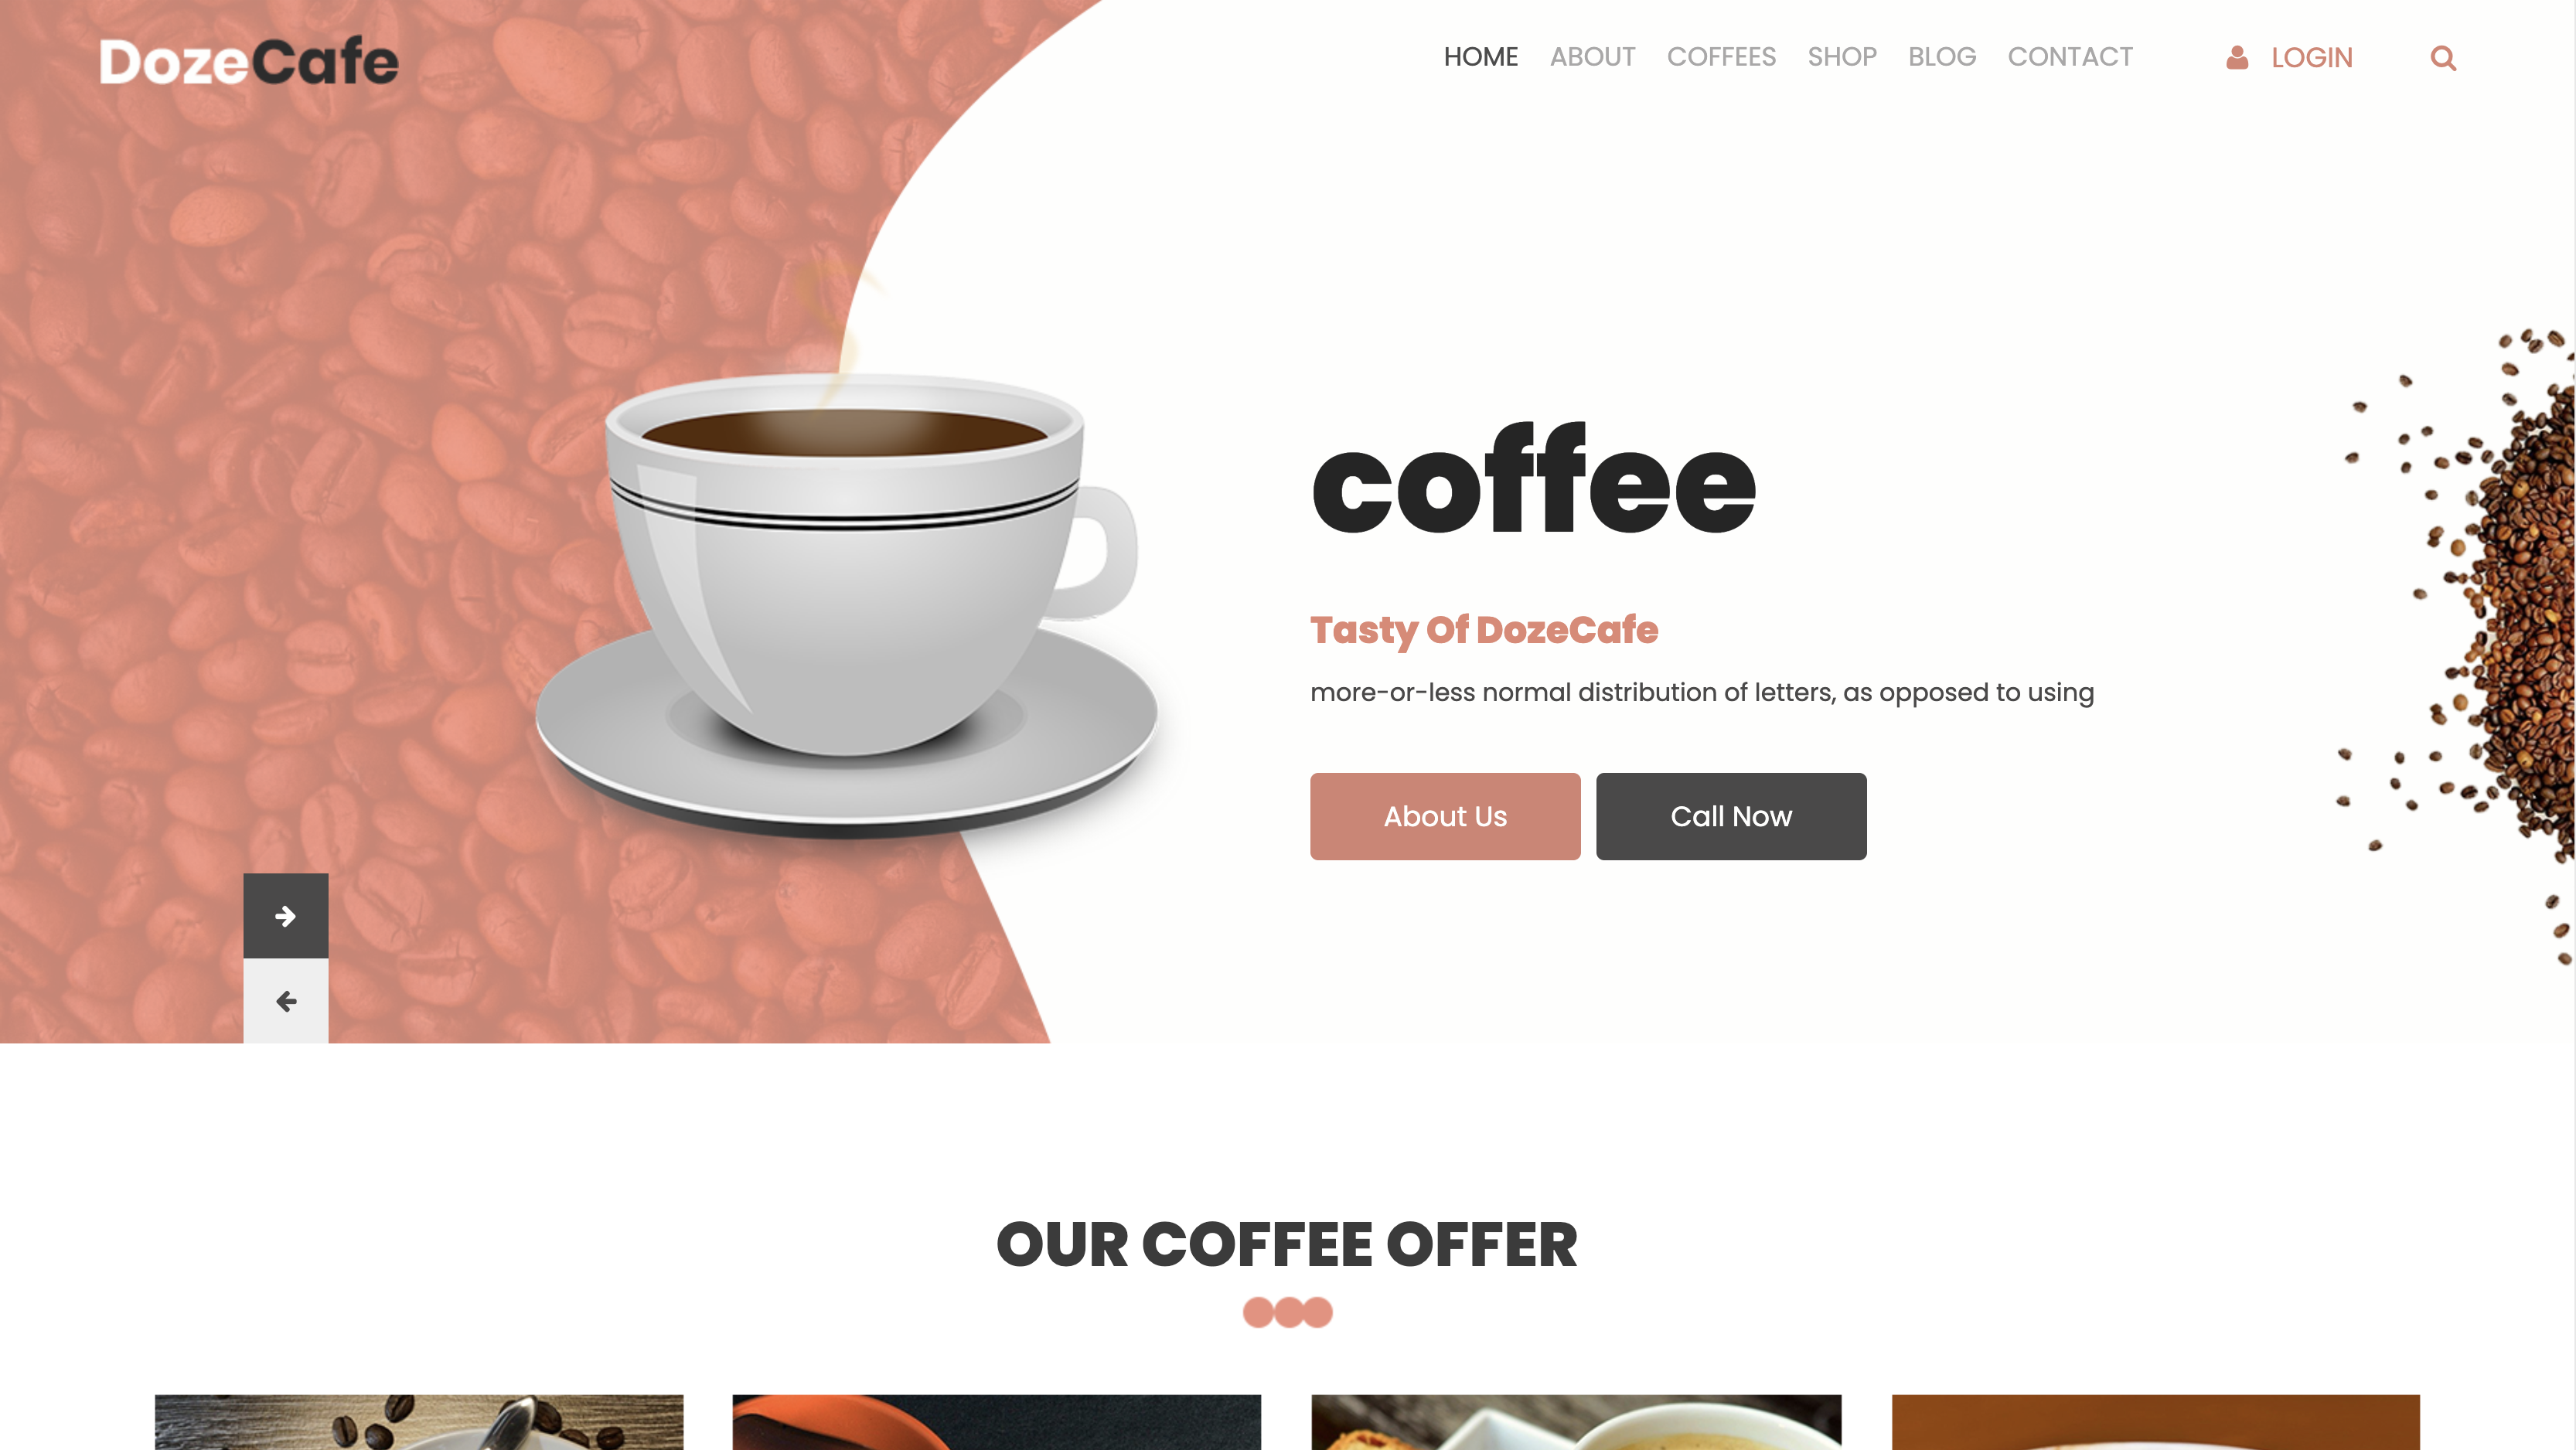 DozeCafe
HOME ABOUT COFFEES SHOP BLOG CONTACT LOGIN
coffee
Tasty Of DozeCafe
more-or-less normal distribution of letters, as opposed to using
About Us Call Now
OUR COFFEE OFFER